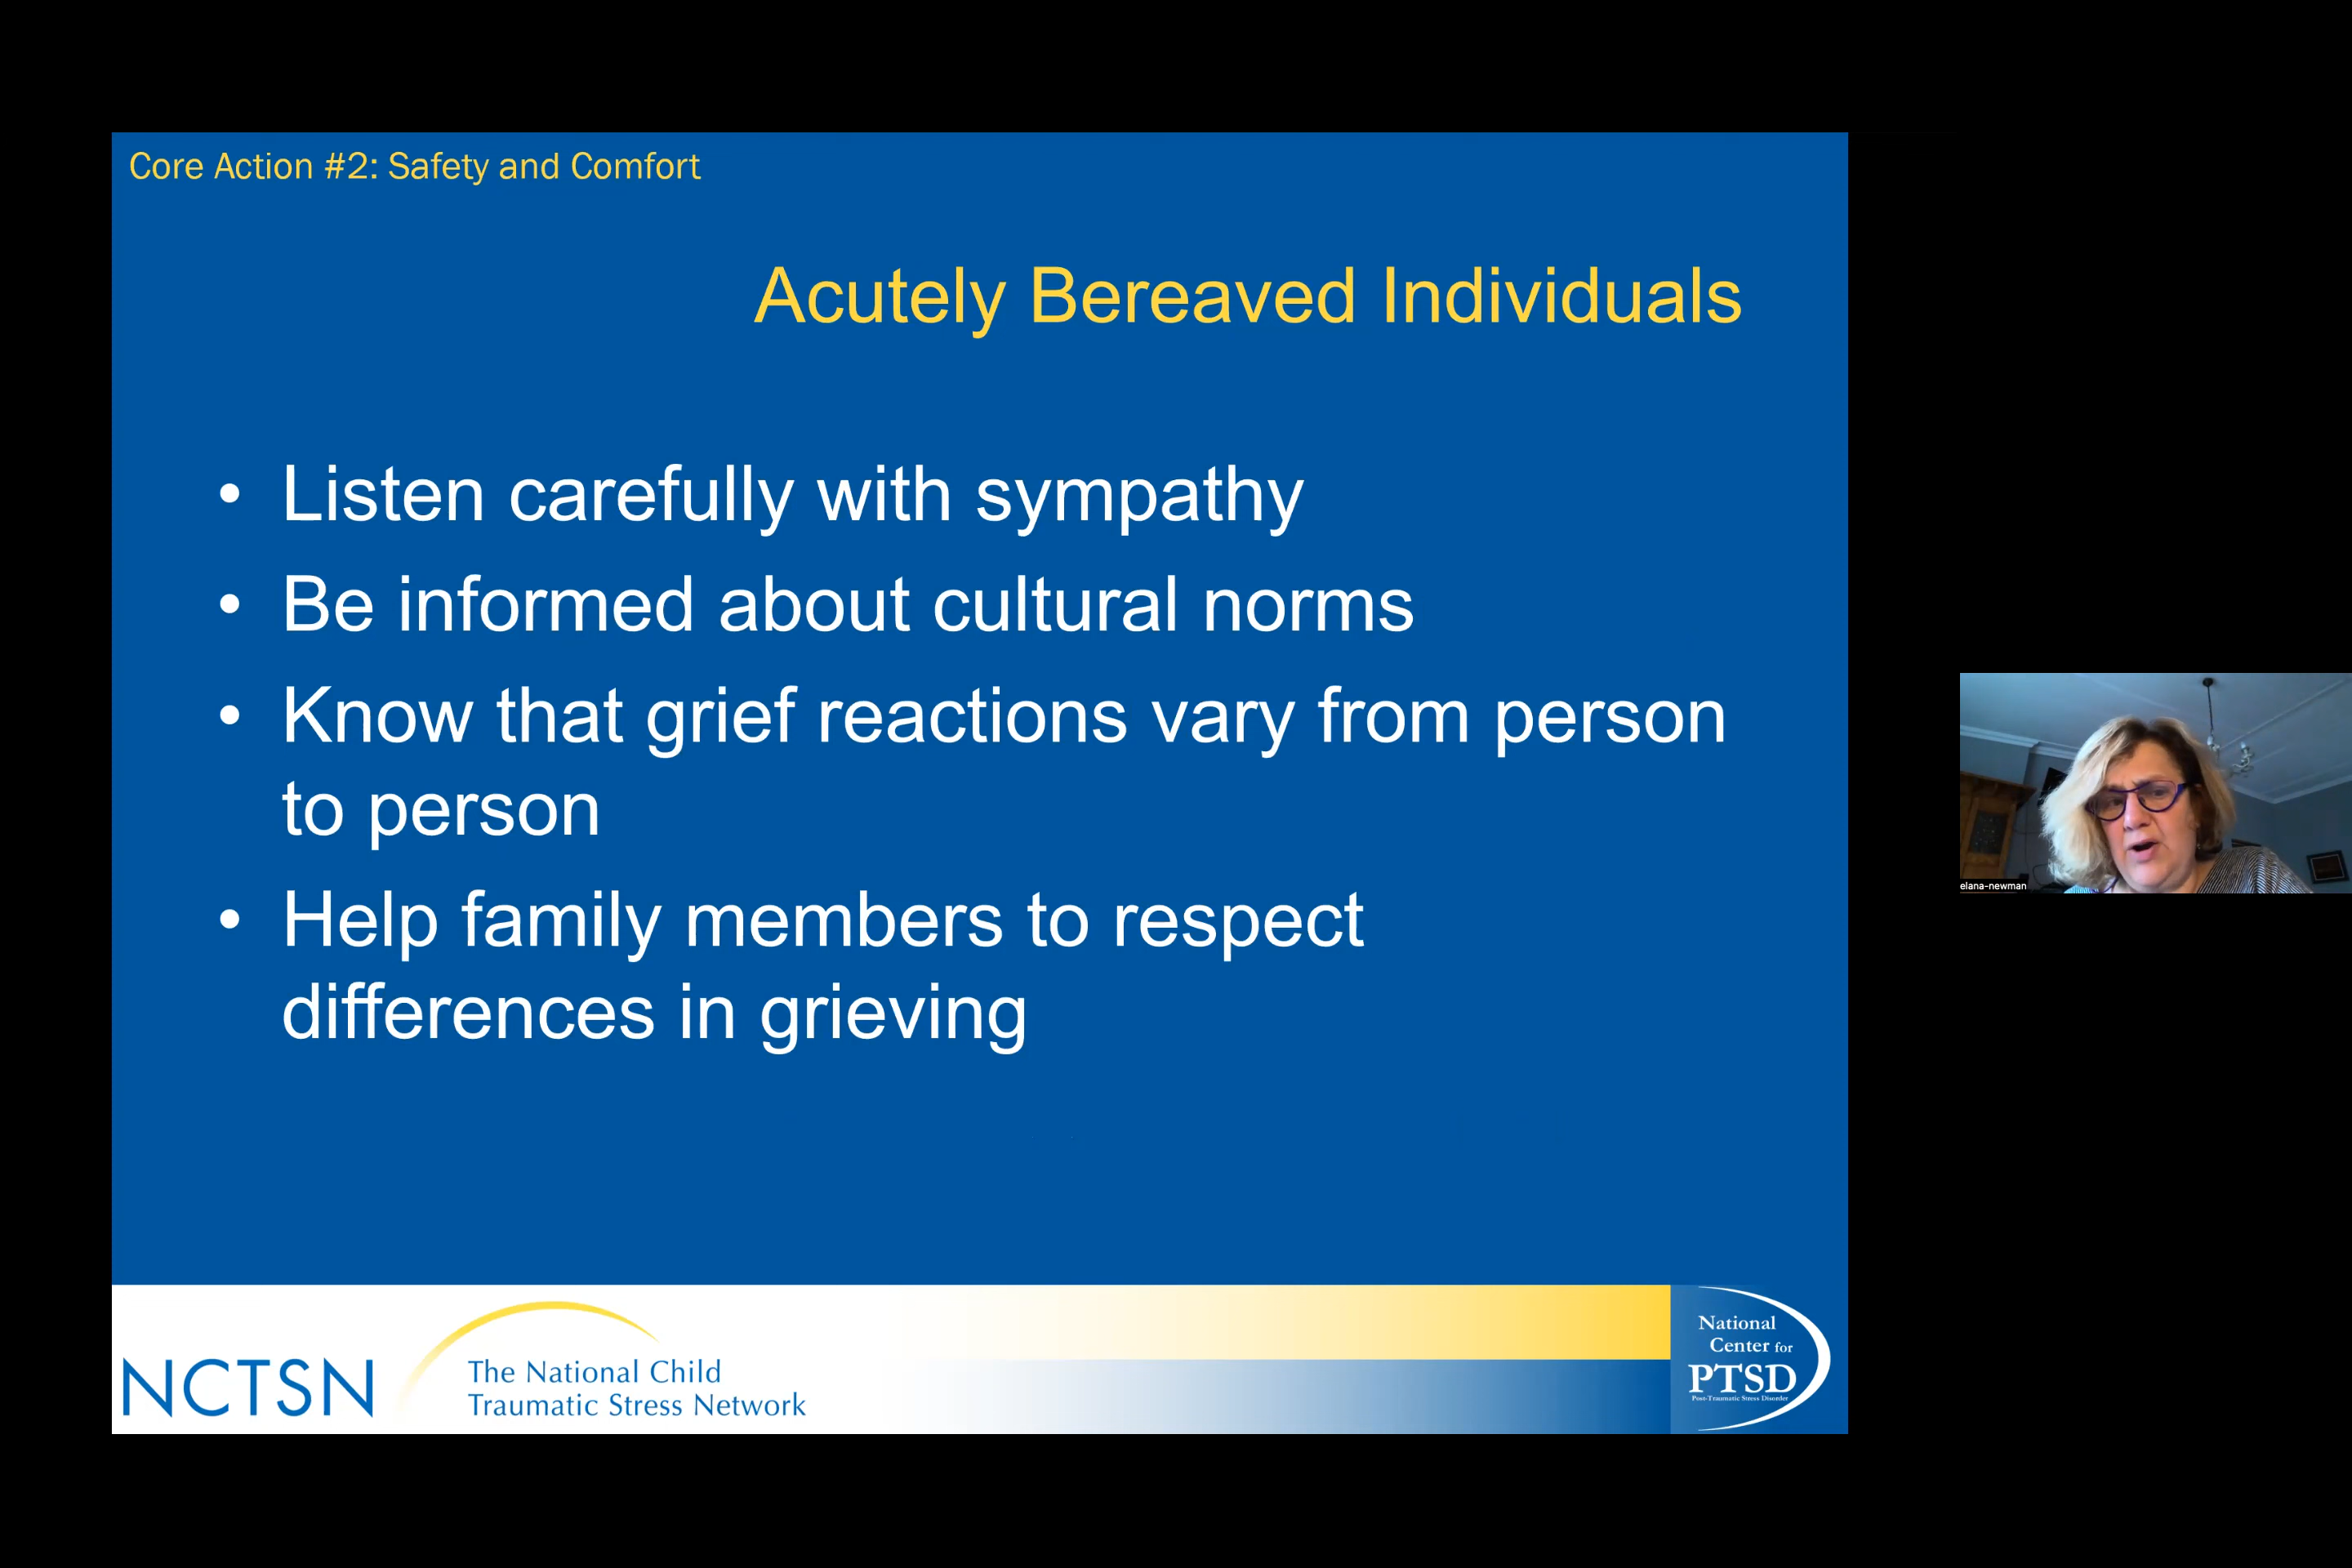 Core Action #2: Safety and Comfort
Acutely Bereaved Individuals
• Listen carefully with sympathy
• Be informed about cultural norms
• Know that grief reactions vary from person
to person
• Help family members to respect
differences in grieving
elana-newman
NCTSN
The National Child
Traumatic Stress Network
National
Center for
PTSD
Post-Traumatic Stress Disorder